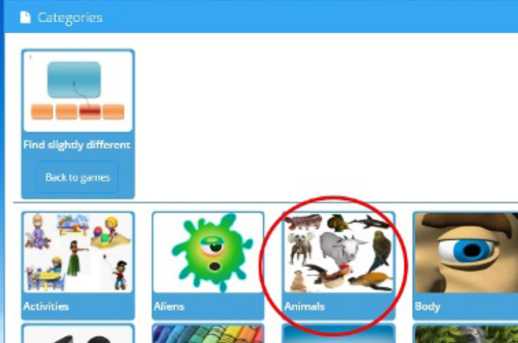 Categories
Find slightly different
Back to games
Activities
Aliens
Animals
Body